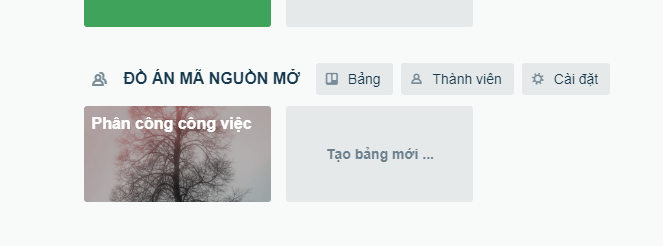 ĐỒ ÁN MÃ NGUỒN MỞ Bảng Thành viên Cài đặt
Phân công công việc
Tạo bảng mới ...